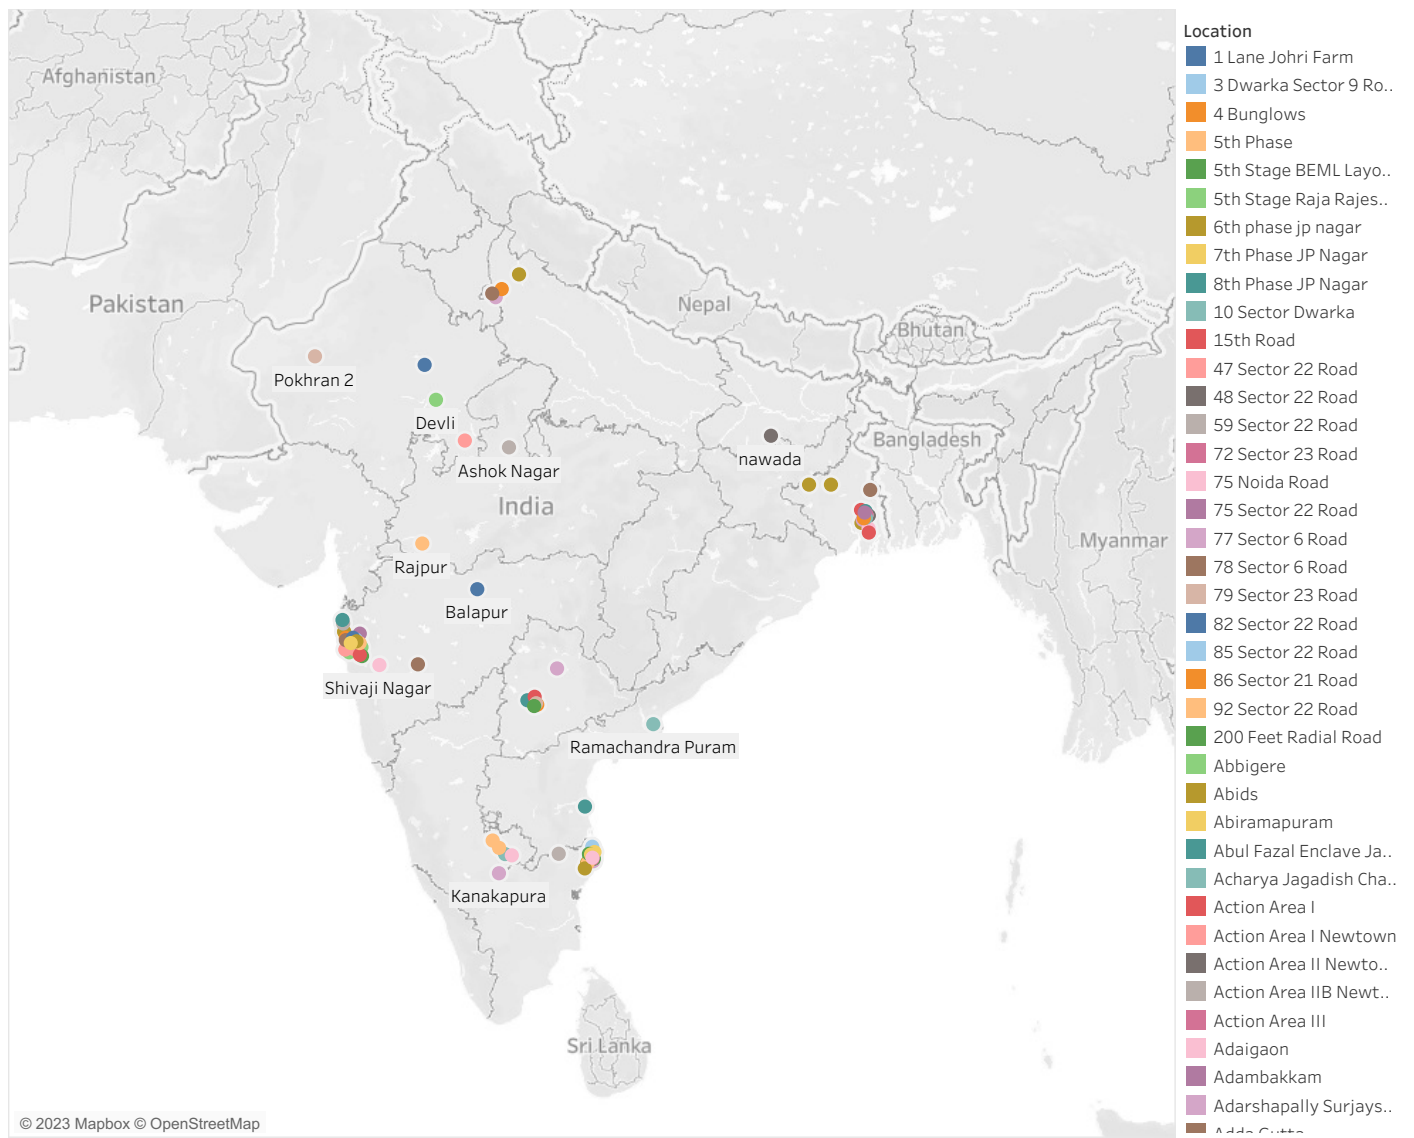 Afghanistan
Pakistan
Nepal
Bhutan
Pokhran 2
Devli
Bangladesh
nawada
Ashok Nagar
India
Myanmar
Rajpur
Balapur
Shivaji Nagar
Ramachandra Puram
Kanakapura
Sri Lanka
© 2023 Mapbox © OpenStreetMap
Location
1 Lane Johri Farm
3 Dwarka Sector 9 Ro..
4 Bunglows
5th Phase
5th Stage BEML Layo..
5th Stage Raja Rajes..
6th phase jp nagar
7th Phase JP Nagar
8th Phase JP Nagar
10 Sector Dwarka
15th Road
47 Sector 22 Road
48 Sector 22 Road
59 Sector 22 Road
72 Sector 23 Road
75 Noida Road
75 Sector 22 Road
77 Sector 6 Road
78 Sector 6 Road
79 Sector 23 Road
82 Sector 22 Road
85 Sector 22 Road
86 Sector 21 Road
92 Sector 22 Road
200 Feet Radial Road
Abbigere
Abids
Abiramapuram
Abul Fazal Enclave Ja..
Acharya Jagadish Cha..
Action Area I
Action Area I Newtown
Action Area II Newto..
Action Area IIB Newt..
Action Area III
Adaigaon
Adambakkam
Adarshapally Surjays..